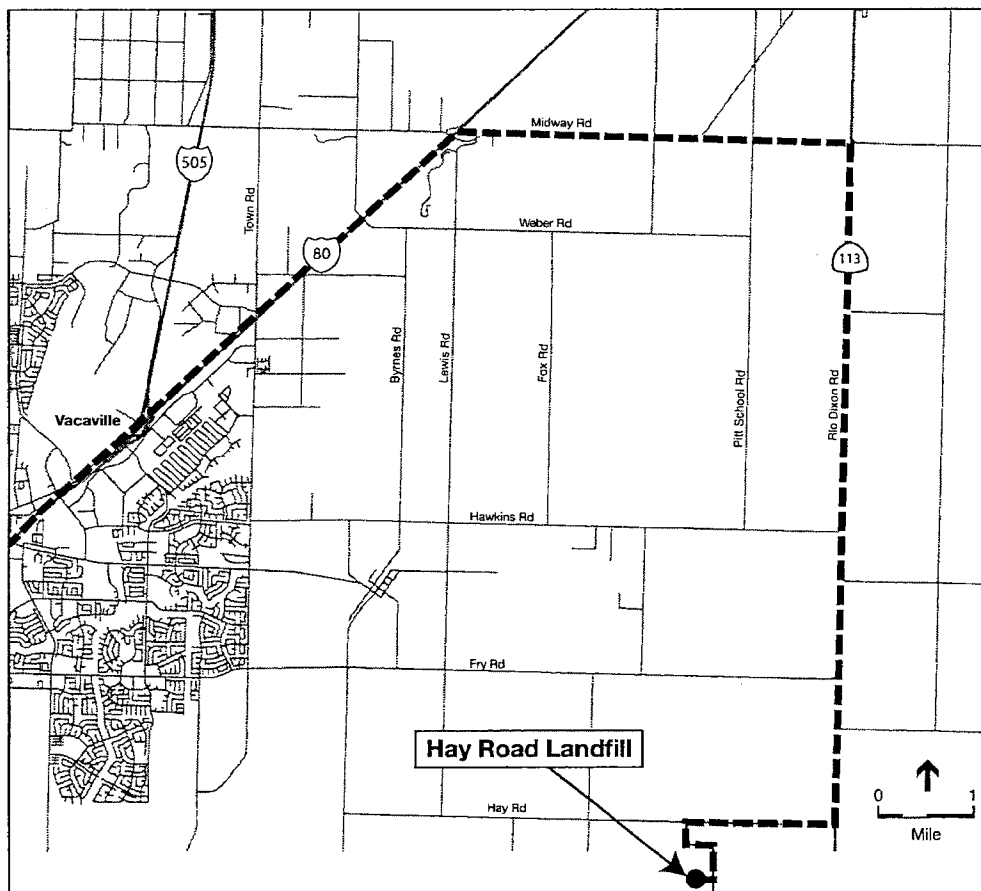 Midway Rd
505
Town Rd
Weber Rd
80
113
Byrnes Rd
Lewis Rd
Fox Rd
Pitt School Rd
Rio Dixon Rd
Vacaville
Hawkins Rd
Fry Rd
Hay Road Landfill
Hay Rd
0 1
Mile